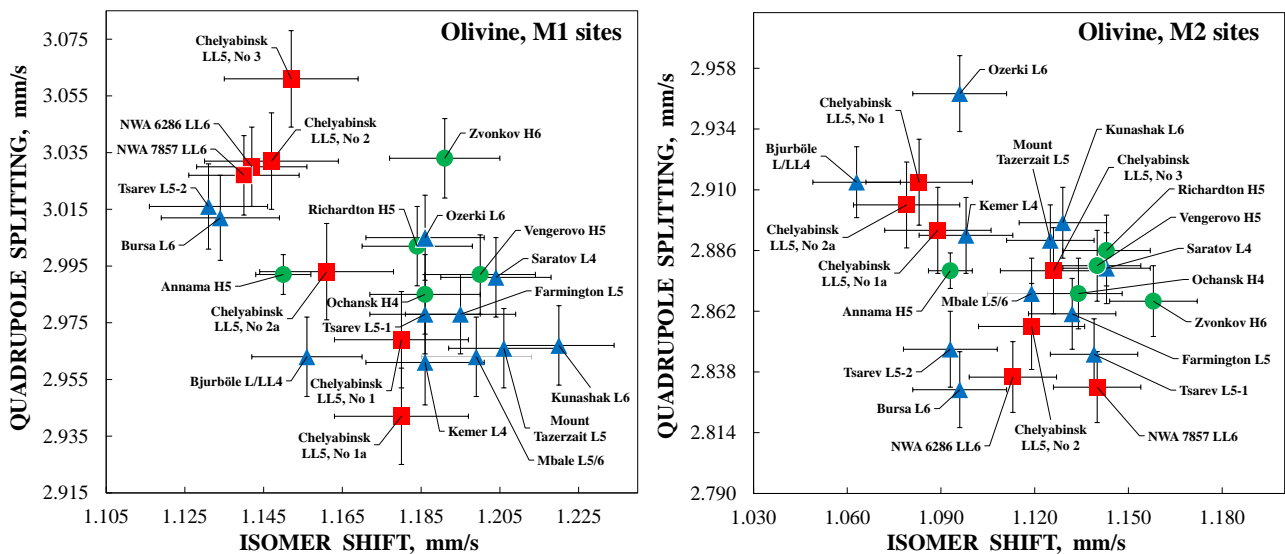 Olivine, M1 sites
QUADRUPOLE SPLITTING, mm/s
3.075
3.055
3.035
3.015
2.995
2.975
2.955
2.935
2.915
Chelyabinsk
LL5, No 3
NWA 6286 LL6
NWA 7857 LL6
Chelyabinsk
LL5, No 2
Zvonkov H6
Tsarev L5-2
Bursa L6
Richardton H5
Ozerki L6
Vengerovo H5
Saratov L4
Annama H5
Chelyabinsk
LL5, No 2a
Ochansk H4
Farmington L5
Tsarev L5-1
Bjurböle L/LL4
Chelyabinsk
LL5, No 1
Kunashak L6
Chelyabinsk
LL5, No 1a
Kemer L4
Mount
Tazerzait L5
Mbale L5/6
1.105
1.125
1.145
1.165
1.185
1.205
1.225
ISOMER SHIFT, mm/s
Olivine, M2 sites
QUADRUPOLE SPLITTING, mm/s
2.958
2.934
2.910
2.886
2.862
2.838
2.814
2.790
Ozerki L6
Chelyabinsk
LL5, No 1
Kunashak L6
Bjurböle
L/LL4
Mount
Tazerzait L5
Chelyabinsk
LL5, No 3
Richardton H5
Kemer L4
Vengerovo H5
Chelyabinsk
LL5, No 2a
Saratov L4
Chelyabinsk
LL5, No 1a
Ochansk H4
Mbale L5/6
Annama H5
Zvonkov H6
Farmington L5
Tsarev L5-2
Tsarev L5-1
Bursa L6
NWA 6286 LL6
Chelyabinsk
LL5, No 2
NWA 7857 LL6
1.030
1.060
1.090
1.120
1.150
1.180
ISOMER SHIFT, mm/s